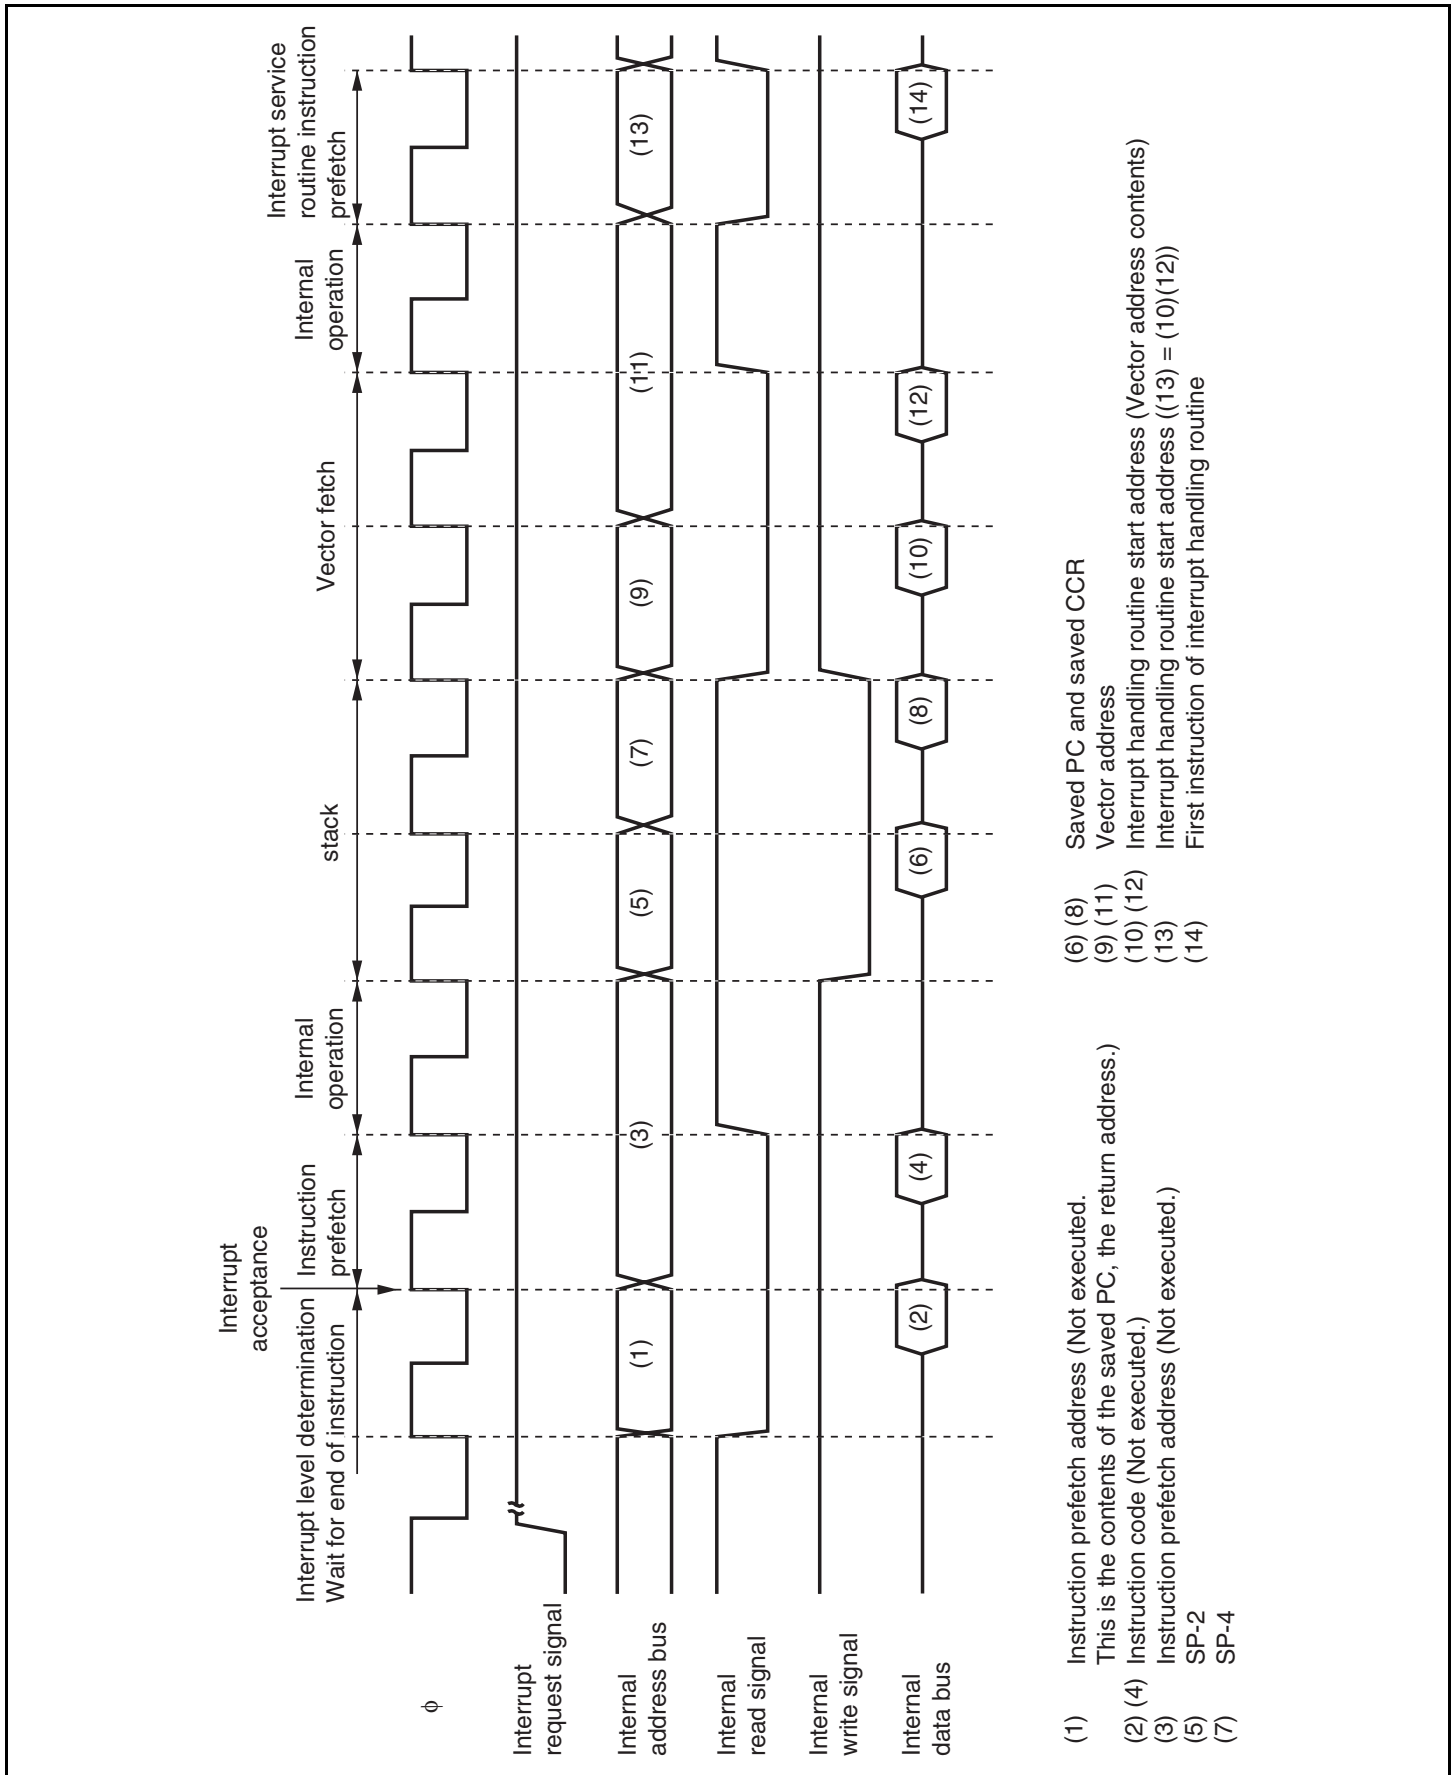 Interrupt
acceptance
Interrupt level determination
Wait for end of instruction
Instruction
prefetch
Internal
operation
stack
Vector fetch
Internal
operation
Interrupt service
routine instruction
prefetch
ϕ
Interrupt
request signal
Internal
address bus
(1)
(3)
(5)
(7)
(9)
(11)
(13)
Internal
read signal
Internal
write signal
Internal
data bus
(2)
(4)
(6)
(8)
(10)
(12)
(14)
(1) Instruction prefetch address (Not executed.
This is the contents of the saved PC, the return address.)
(2) (4) Instruction code (Not executed.)
(3) Instruction prefetch address (Not executed.)
(5) SP-2
(7) SP-4
(6) (8) Saved PC and saved CCR
(9) (11) Vector address
(10) (12) Interrupt handling routine start address (Vector address contents)
(13) Interrupt handling routine start address ((13) = (10)(12))
(14) First instruction of interrupt handling routine